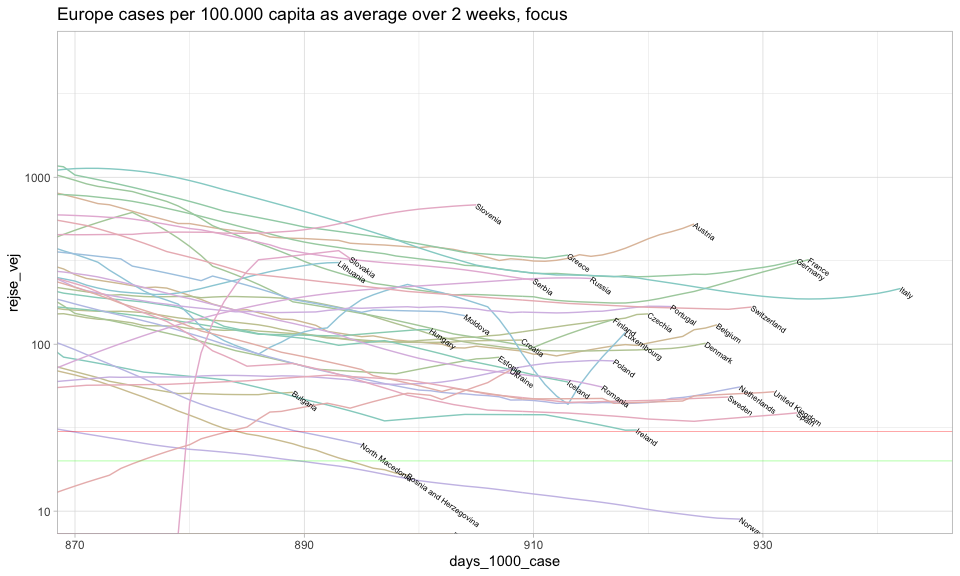 Europe cases per 100.000 capita as average over 2 weeks, focus
rejse_vej
1000
100
10
Slovenia
Austria
Greece
Slovakia
Lithuania
Serbia
Russia
France
Germany
Italy
Moldova
Hungary
Croatia
Finland
Luxembourg
Czechia
Portugal
Belgium
Switzerland
Denmark
Estonia
Ukraine
Iceland
Poland
Romania
Bulgaria
Netherlands
Sweden
United Kingdom
Spain
Ireland
North Macedonia
Bosnia and Herzegovina
Norwa
870
890
910
930
days_1000_case